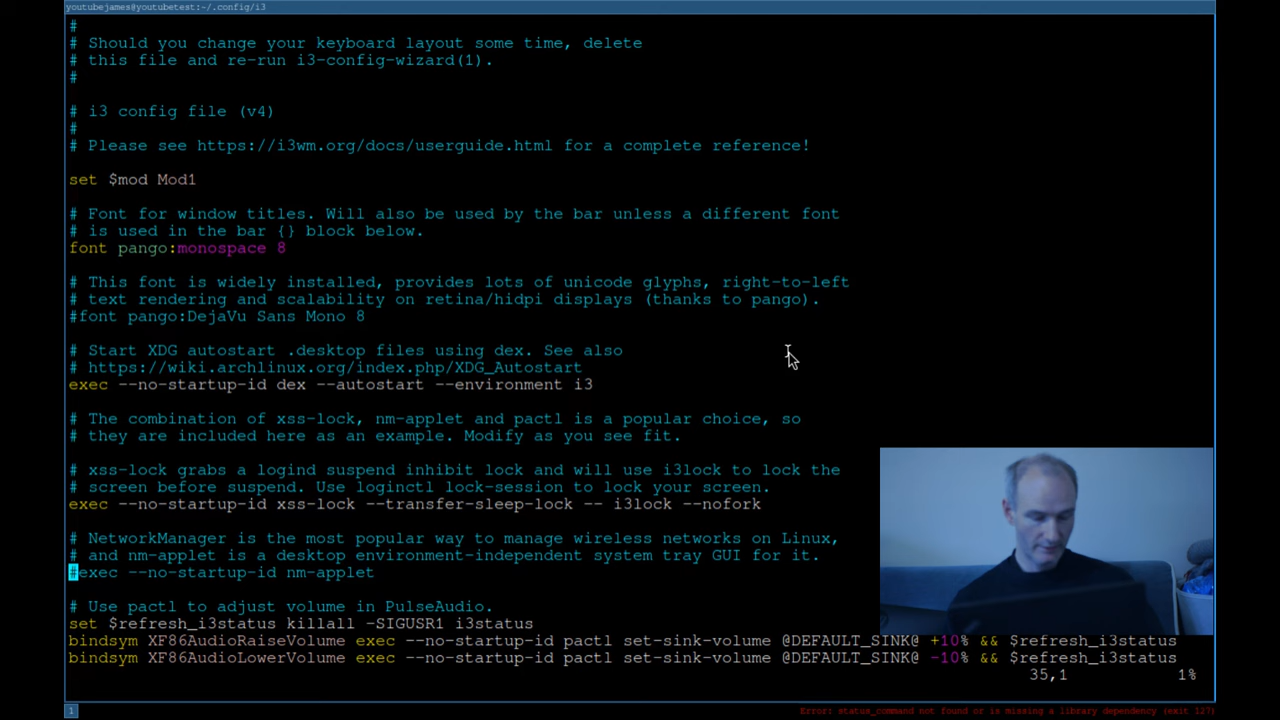 youtubejames@youtubetest:~/.config/i3
#
# Should you change your keyboard layout some time, delete
# this file and re-run i3-config-wizard(1).
#
# i3 config file (v4)
#
# Please see https://i3wm.org/docs/userguide.html for a complete reference!
set $mod Mod1
# Font for window titles. Will also be used by the bar unless a different font
# is used in the bar {} block below.
font pango:monospace 8
# This font is widely installed, provides lots of unicode glyphs, right-to-left
# text rendering and scalability on retina/hidpi displays (thanks to pango).
#font pango:DejaVu Sans Mono 8
# Start XDG autostart .desktop files using dex. See also
# https://wiki.archlinux.org/index.php/XDG_Autostart
exec --no-startup-id dex --autostart --environment i3
# The combination of xss-lock, nm-applet and pactl is a popular choice, so
# they are included here as an example. Modify as you see fit.
# xss-lock grabs a logind suspend inhibit lock and will use i3lock to lock the
# screen before suspend. Use loginctl lock-session to lock your screen.
exec --no-startup-id xss-lock --transfer-sleep-lock -- i3lock --nofork
# NetworkManager is the most popular way to manage wireless networks on Linux,
# and nm-applet is a desktop environment-independent system tray GUI for it.
#exec --no-startup-id nm-applet
# Use pactl to adjust volume in PulseAudio.
set $refresh_i3status killall -SIGUSR1 i3status
bindsym XF86AudioRaiseVolume exec --no-startup-id pactl set-sink-volume @DEFAULT_SINK@ +10% && $refresh_i3status
bindsym XF86AudioLowerVolume exec --no-startup-id pactl set-sink-volume @DEFAULT_SINK@ -10% && $refresh_i3status
35,1 1%
1 Error: status_command not found or is missing a library dependency (exit 127)